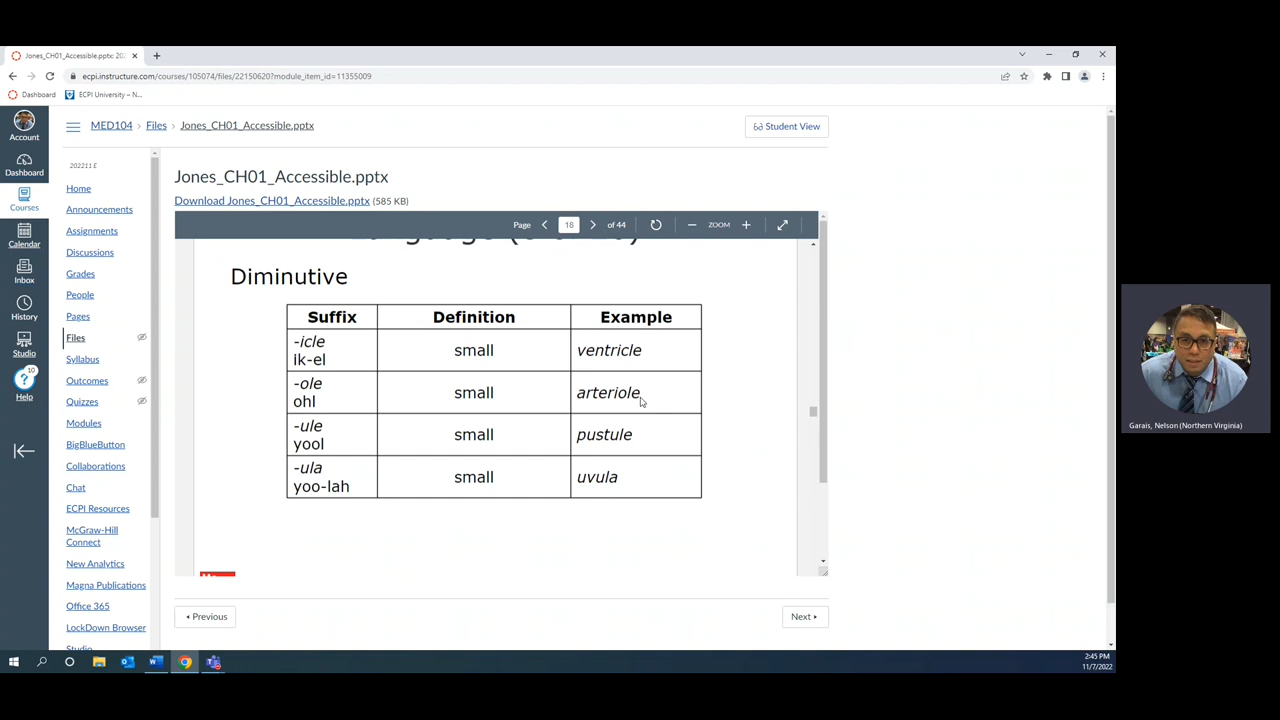 Jones_CH01_Accessible.pptx: 202
ecpi.instructure.com/courses/105074/files/22150620?module_item_id=11355009
Dashboard
ECPI University – N...
Account
Dashboard
Courses
Calendar
Inbox
History
Studio
10
Help
MED104 › Files › Jones_CH01_Accessible.pptx
Student View
202211 E
Home
Announcements
Assignments
Discussions
Grades
People
Pages
Files
Syllabus
Outcomes
Quizzes
Modules
BigBlueButton
Collaborations
Chat
ECPI Resources
McGraw-Hill
Connect
New Analytics
Magna Publications
Office 365
LockDown Browser
Studio
Jones_CH01_Accessible.pptx
Download Jones_CH01_Accessible.pptx (585 KB)
Page 18 of 44 ZOOM
Diminutive
Suffix Definition Example
-icle
ik-el small ventricle
-ole
ohl small arteriole
-ule
yool small pustule
-ula
yoo-lah small uvula
Previous
Next
Garais, Nelson (Northern Virginia)
2:45 PM
11/7/2022